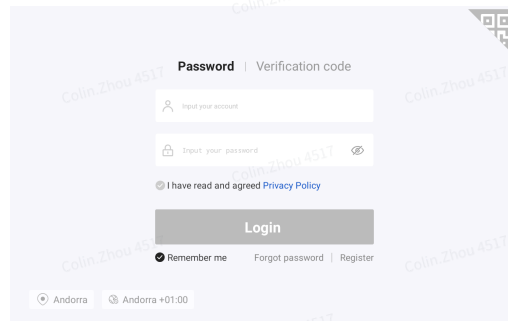 Colin.Zhou 4517
Password | Verification code
Colin.Zhou 4517
Colin.Zhou 4517
Input your account
Input your password
Colin.Zhou 4517
I have read and agreed Privacy Policy
Login
Remember me Forgot password | Register
Colin.Zhou 4517
Colin.Zhou 4517
Andorra Andorra +01:00